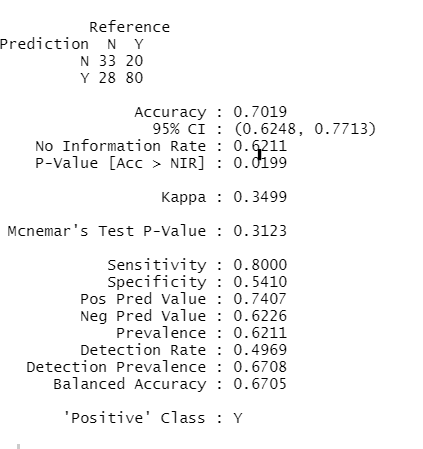 Reference
Prediction N Y
N 33 20
Y 28 80
Accuracy : 0.7019
95% CI : (0.6248, 0.7713)
No Information Rate : 0.6211
P-Value [Acc > NIR] : 0.0199
Kappa : 0.3499
Mcnemar's Test P-Value : 0.3123
Sensitivity : 0.8000
Specificity : 0.5410
Pos Pred Value : 0.7407
Neg Pred Value : 0.6226
Prevalence : 0.6211
Detection Rate : 0.4969
Detection Prevalence : 0.6708
Balanced Accuracy : 0.6705
'Positive' Class : Y